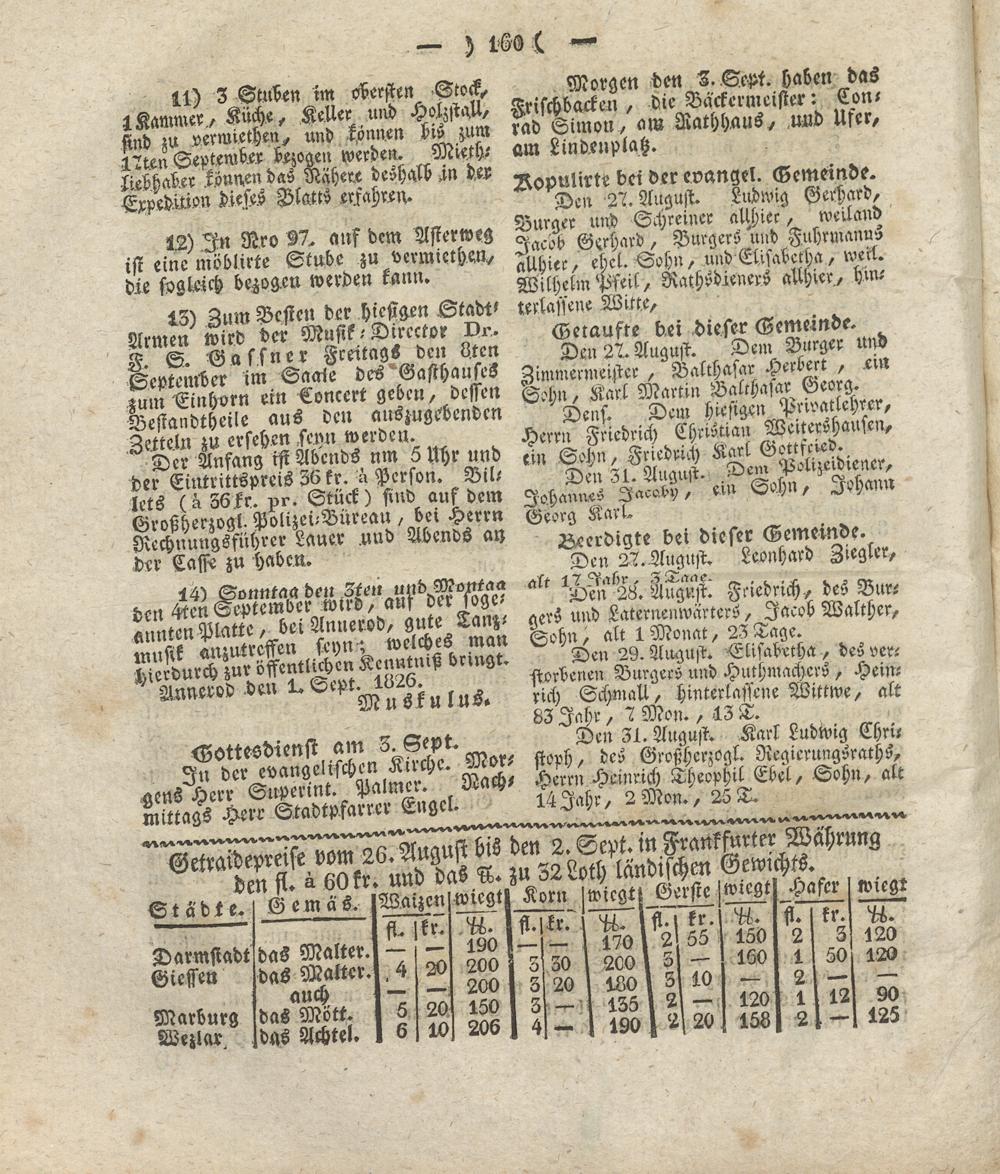 — ) 160 ( —
11) 3 Stuben im obersten Stock,
1 Kammer, Küche, Keller und Holzstall,
sind zu vermiethen, und können bis zum
17ten September bezogen werden. Mieth⸗
liebhaber können das Nähere deshalb in der
Expedition dieses Blatts erfahren.
12) In Nro 97. auf dem Asterweg
ist eine möblirte Stube zu vermiethen,
die sogleich bezogen werden kann.
13) Zum Besten der hiesigen Stadt⸗
Armen wird der Musik⸗Director Dr.
F. S. Gassner Freitags den 8ten
September im Saale des Gasthauses
zum Einhorn ein Concert geben, dessen
Bestandtheile aus den auszugebenden
Zetteln zu ersehen seyn werden.
Der Anfang ist Abends nm 5 Uhr und
der Eintrittspreis 36 kr. à Person. Bil⸗
lets (à 36 kr. pr. Stück) sind auf dem
Großherzogl. Polizei⸗Büreau, bei Herrn
Rechnungsführer Lauer und Abends an
der Casse zu haben.
14) Sonntag den 3ten und Montag
den 4ten September wird, auf der soge⸗
annten Platte, bei Annerod, gute Tanz⸗
musik anzutreffen seyn; welches man
hierdurch zur öffentlichen Kenntniß bringt.
Annerod den 1. Sept. 1826.
Muskulus.
Gottesdienst am 3. Sept.
In der evangelischen Kirche. Mor⸗
gens Herr Superint. Palmer. Nach⸗
mittags Herr Stadtpfarrer Engel.
Morgen den 3. Sept. haben das
Frischbacken, die Bäckermeister: Con⸗
rad Simon, am Rathhaus, und Ufer,
am Lindenplatz.
Kopulirte bei der evangel. Gemeinde.
Den 27. August. Ludwig Gerhard,
Burger und Schreiner allhier, weiland
Jacob Gerhard, Burgers und Fuhrmanns
allhier, ehel. Sohn, und Elisabetha, weil.
Wilhelm Pfeil, Rathsdieners allhier, hin⸗
terlassene Witte,
Getaufte bei dieser Gemeinde.
Den 27. August. Dem Burger und
Zimmermeister, Balthasar Herbert, ein
Sohn, Karl Martin Balthasar Georg.
Dens. Dem hiesigen Privatlehrer,
Herrn Friedrich Christian Weitershausen,
ein Sohn, Friedrich Karl Gottfried.
Den 31. August. Dem Polizeidiener,
Johannes Jacoby, ein Sohn, Johann
Georg Karl.
Beerdigte bei dieser Gemeinde.
Den 27. August. Leonhard Ziegler,
alt 17 Jahr, 3 Tage.
Den 28. August. Friedrich, des Bur⸗
gers und Laternenwärters, Jacob Walther,
Sohn, alt 1 Monat, 23 Tage.
Den 29. August. Elisabetha, des ver⸗
storbenen Burgers und Huthmachers, Hein⸗
rich Schmall, hinterlassene Wittwe, alt
83 Jahr, 7 Mon., 13 T.
Den 31. August. Karl Ludwig Chri⸗
stoph, des Großherzogl. Regierungsraths,
Herrn Heinrich Theophil Ebel, Sohn, alt
14 Jahr, 2 Mon., 25 T.
Getraidepreise vom 26. August bis den 2. Sept. in Frankfurter Währung
den fl. à 60 kr. und das ℔. zu 32 Loth ländischen Gewichts.
Städte. Gemäs. Waizen wiegt Korn wiegt Gerste wiegt Hafer wiegt
fl. kr. ℔. fl. kr. ℔. fl. kr. ℔. fl. kr. ℔.
Darmstadt das Malter. — — 190 — — 170 2 55 150 2 3 120
Giessen das Malter. 4 20 200 3 30 200 3 — 160 1 50 120
auch — — 200 3 20 180 3 10 — 2 — —
Marburg das Mött. 5 20 150 3 — 135 2 — 120 1 12 90
Wezlar das Achtel. 6 10 206 4 — 190 2 20 158 2 — 125